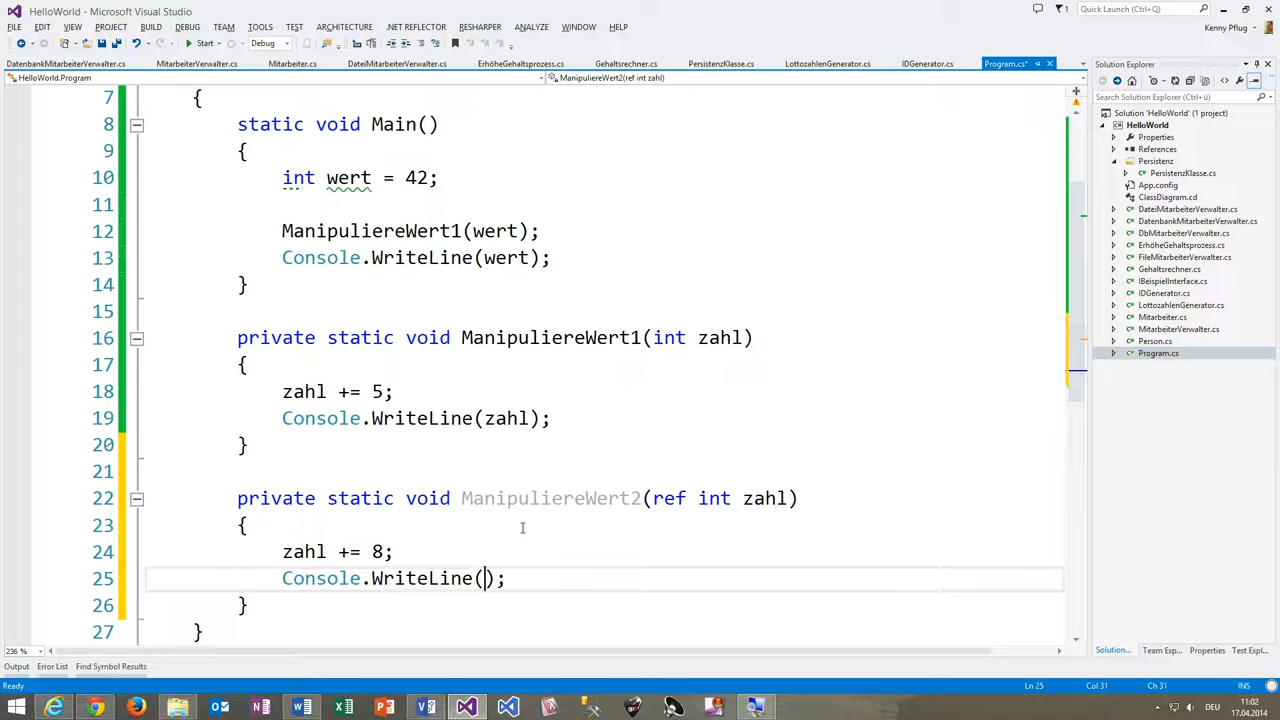 HelloWorld - Microsoft Visual Studio
1
Quick Launch (Ctrl+Q)
FILE EDIT VIEW PROJECT BUILD DEBUG TEAM TOOLS TEST ARCHITECTURE .NET REFLECTOR RESHARPER ANALYZE WINDOW HELP
Kenny Pflug
Start Debug
DatenbankMitarbeiterVerwalter.cs MitarbeiterVerwalter.cs Mitarbeiter.cs DateiMitarbeiterVerwalter.cs ErhöheGehaltsprozess.cs Gehaltsrechner.cs PersistenzKlasse.cs LottozahlenGenerator.cs IDGenerator.cs Program.cs*
HelloWorld.Program
ManipuliereWert2(ref int zahl)
7 {
8 static void Main()
9 {
10 int wert = 42;
11
12 ManipuliereWert1(wert);
13 Console.WriteLine(wert);
14 }
15
16 private static void ManipuliereWert1(int zahl)
17 {
18 zahl += 5;
19 Console.WriteLine(zahl);
20 }
21
22 private static void ManipuliereWert2(ref int zahl)
23 {
24 zahl += 8;
25 Console.WriteLine();
26 }
27 }
236 %
Solution Explorer
Search Solution Explorer (Ctrl+ü)
Solution 'HelloWorld' (1 project)
HelloWorld
Properties
References
Persistenz
PersistenzKlasse.cs
App.config
ClassDiagram.cd
DateiMitarbeiterVerwalter.cs
DatenbankMitarbeiterVerwalter.cs
DbMitarbeiterVerwalter.cs
ErhöheGehaltsprozess.cs
FileMitarbeiterVerwalter.cs
Gehaltsrechner.cs
IBeispielInterface.cs
IDGenerator.cs
LottozahlenGenerator.cs
Mitarbeiter.cs
MitarbeiterVerwalter.cs
Person.cs
Program.cs
Solution... Team Exp... Properties Test Expl...
Output Error List Find Symbol Results
Ready Ln 25 Col 31 Ch 31 INS
DEU 11:02
17.04.2014